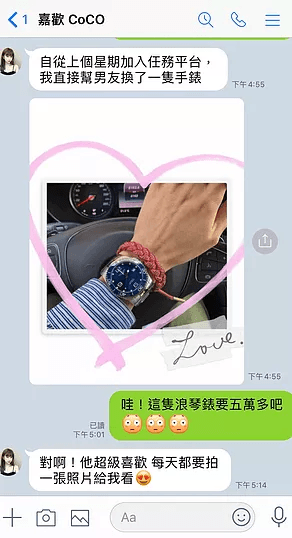 1 嘉歡 CoCO
自從上個星期加入任務平台，
我直接幫男友換了一隻手錶
下午4:55
Love.
下午4:55
哇！這隻浪琴錶要五萬多吧
😳😳😳
已讀
下午5:01
對啊！他超級喜歡 每天都要拍
一張照片給我看😍
下午5:14
Aa